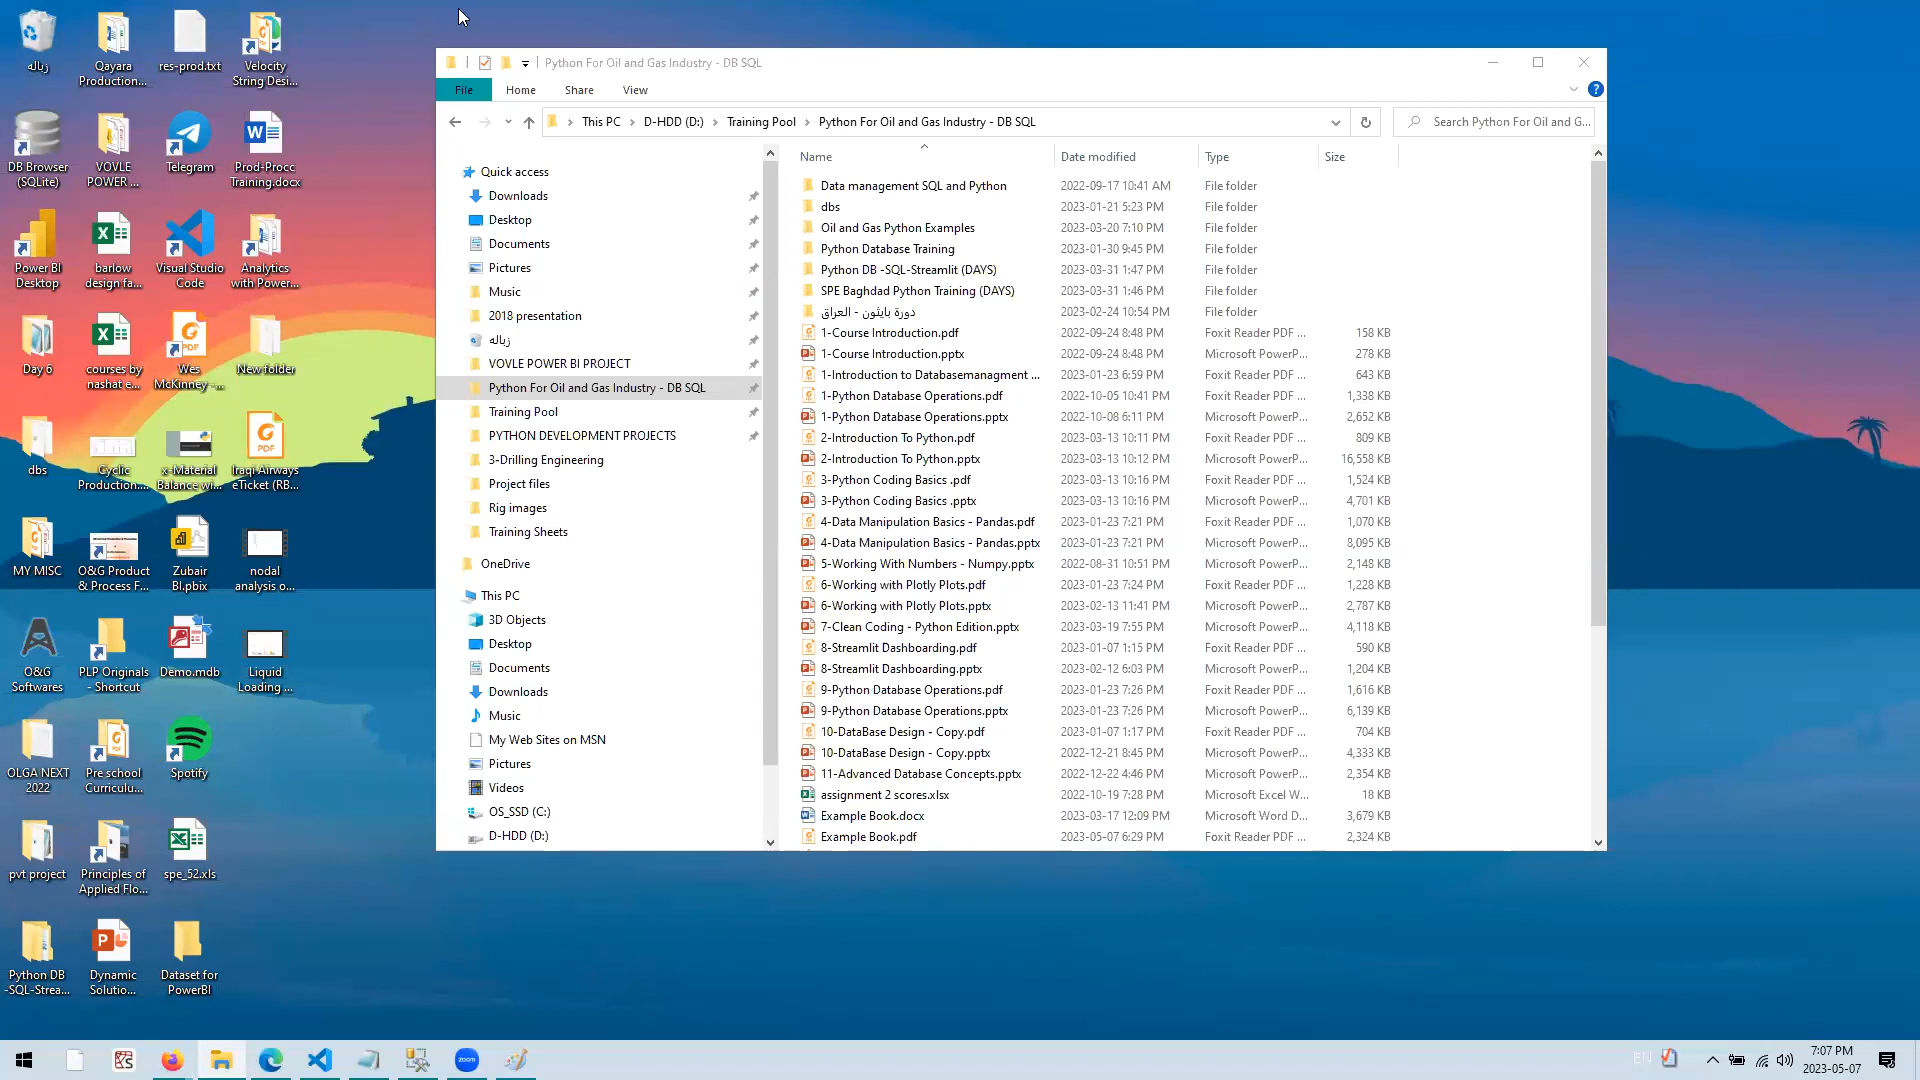 زباله
Qayara
Production...
res-prod.txt
Velocity
String Desi...
DB Browser
(SQLite)
VOVLE
POWER ...
Telegram
Prod-Procc
Training.docx
Power BI
Desktop
barlow
design fa...
Visual Studio
Code
Analytics
with Power...
Day 6
courses by
nashat e...
Wes
McKinney -...
New folder
dbs
Cyclic
Production....
x-Material
Balance wi...
Iraqi Airways
eTicket (RB...
MY MISC
O&G Product
& Process F...
Zubair
BI.pbix
nodal
analysis o...
O&G
Softwares
PLP Originals
- Shortcut
Demo.mdb
Liquid
Loading ...
OLGA NEXT
2022
Pre school
Curriculu...
Spotify
pvt project
Principles of
Applied Flo...
spe_52.xls
Python DB
-SQL-Strea...
Dynamic
Solutio...
Dataset for
PowerBI
Python For Oil and Gas Industry - DB SQL
File Home Share View
This PC D-HDD (D:) Training Pool Python For Oil and Gas Industry - DB SQL
Search Python For Oil and G...
Quick access
Downloads
Desktop
Documents
Pictures
Music
2018 presentation
زباله
VOVLE POWER BI PROJECT
Python For Oil and Gas Industry - DB SQL
Training Pool
PYTHON DEVELOPMENT PROJECTS
3-Drilling Engineering
Project files
Rig images
Training Sheets
OneDrive
This PC
3D Objects
Desktop
Documents
Downloads
Music
My Web Sites on MSN
Pictures
Videos
OS_SSD (C:)
D-HDD (D:)
Name Date modified Type Size
Data management SQL and Python 2022-09-17 10:41 AM File folder
dbs 2023-01-21 5:23 PM File folder
Oil and Gas Python Examples 2023-03-20 7:10 PM File folder
Python Database Training 2023-01-30 9:45 PM File folder
Python DB -SQL-Streamlit (DAYS) 2023-03-31 1:47 PM File folder
SPE Baghdad Python Training (DAYS) 2023-03-31 1:46 PM File folder
دورة بايثون - العراق 2023-02-24 10:54 PM File folder
1-Course Introduction.pdf 2022-09-24 8:48 PM Foxit Reader PDF ... 158 KB
1-Course Introduction.pptx 2022-09-24 8:48 PM Microsoft PowerP... 278 KB
1-Introduction to Databasemanagment ... 2023-01-23 6:59 PM Foxit Reader PDF ... 643 KB
1-Python Database Operations.pdf 2022-10-05 10:41 PM Foxit Reader PDF ... 1,338 KB
1-Python Database Operations.pptx 2022-10-08 6:11 PM Microsoft PowerP... 2,652 KB
2-Introduction To Python.pdf 2023-03-13 10:11 PM Foxit Reader PDF ... 809 KB
2-Introduction To Python.pptx 2023-03-13 10:12 PM Microsoft PowerP... 16,558 KB
3-Python Coding Basics .pdf 2023-03-13 10:16 PM Foxit Reader PDF ... 1,524 KB
3-Python Coding Basics .pptx 2023-03-13 10:16 PM Microsoft PowerP... 4,701 KB
4-Data Manipulation Basics - Pandas.pdf 2023-01-23 7:21 PM Foxit Reader PDF ... 1,070 KB
4-Data Manipulation Basics - Pandas.pptx 2023-01-23 7:21 PM Microsoft PowerP... 8,095 KB
5-Working With Numbers - Numpy.pptx 2022-08-31 10:51 PM Microsoft PowerP... 2,148 KB
6-Working with Plotly Plots.pdf 2023-01-23 7:24 PM Foxit Reader PDF ... 1,228 KB
6-Working with Plotly Plots.pptx 2023-02-13 11:41 PM Microsoft PowerP... 2,787 KB
7-Clean Coding - Python Edition.pptx 2023-03-19 7:55 PM Microsoft PowerP... 4,118 KB
8-Streamlit Dashboarding.pdf 2023-01-07 1:15 PM Foxit Reader PDF ... 590 KB
8-Streamlit Dashboarding.pptx 2023-02-12 6:03 PM Microsoft PowerP... 1,204 KB
9-Python Database Operations.pdf 2023-01-23 7:26 PM Foxit Reader PDF ... 1,616 KB
9-Python Database Operations.pptx 2023-01-23 7:26 PM Microsoft PowerP... 6,139 KB
10-DataBase Design - Copy.pdf 2023-01-07 1:17 PM Foxit Reader PDF ... 704 KB
10-DataBase Design - Copy.pptx 2022-12-21 8:45 PM Microsoft PowerP... 4,333 KB
11-Advanced Database Concepts.pptx 2022-12-22 4:46 PM Microsoft PowerP... 2,354 KB
assignment 2 scores.xlsx 2022-10-19 7:28 PM Microsoft Excel W... 18 KB
Example Book.docx 2023-03-17 12:09 PM Microsoft Word D... 3,679 KB
Example Book.pdf 2023-05-07 6:29 PM Foxit Reader PDF ... 2,324 KB
zoom
EN
7:07 PM
2023-05-07